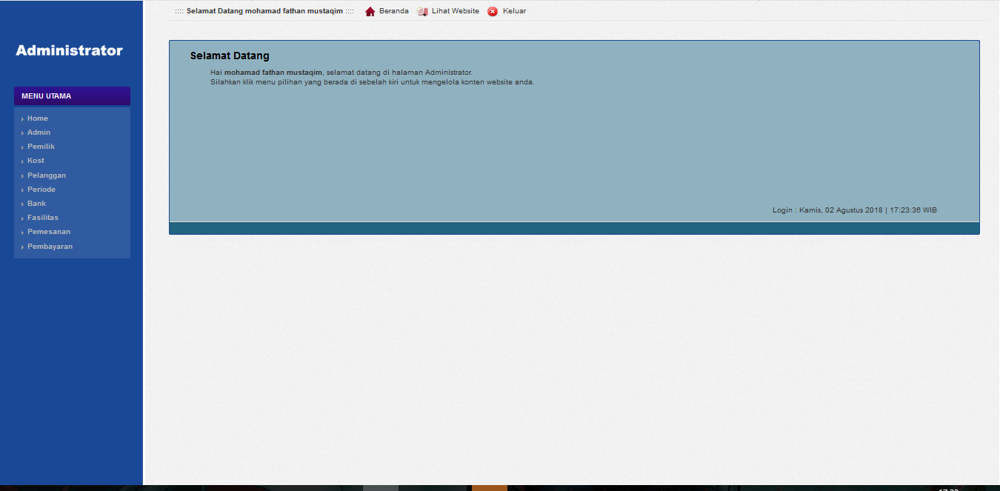 :::: Selamat Datang mohamad fathan mustaqim :::: Beranda Lihat Website Keluar
Administrator
MENU UTAMA
Home
Admin
Pemilik
Kost
Pelanggan
Periode
Bank
Fasilitas
Pemesanan
Pembayaran
Selamat Datang
Hai mohamad fathan mustaqim, selamat datang di halaman Administrator.
Silahkan klik menu pilihan yang berada di sebelah kiri untuk mengelola konten website anda.
Login : Kamis, 02 Agustus 2018 | 17:23:36 WIB